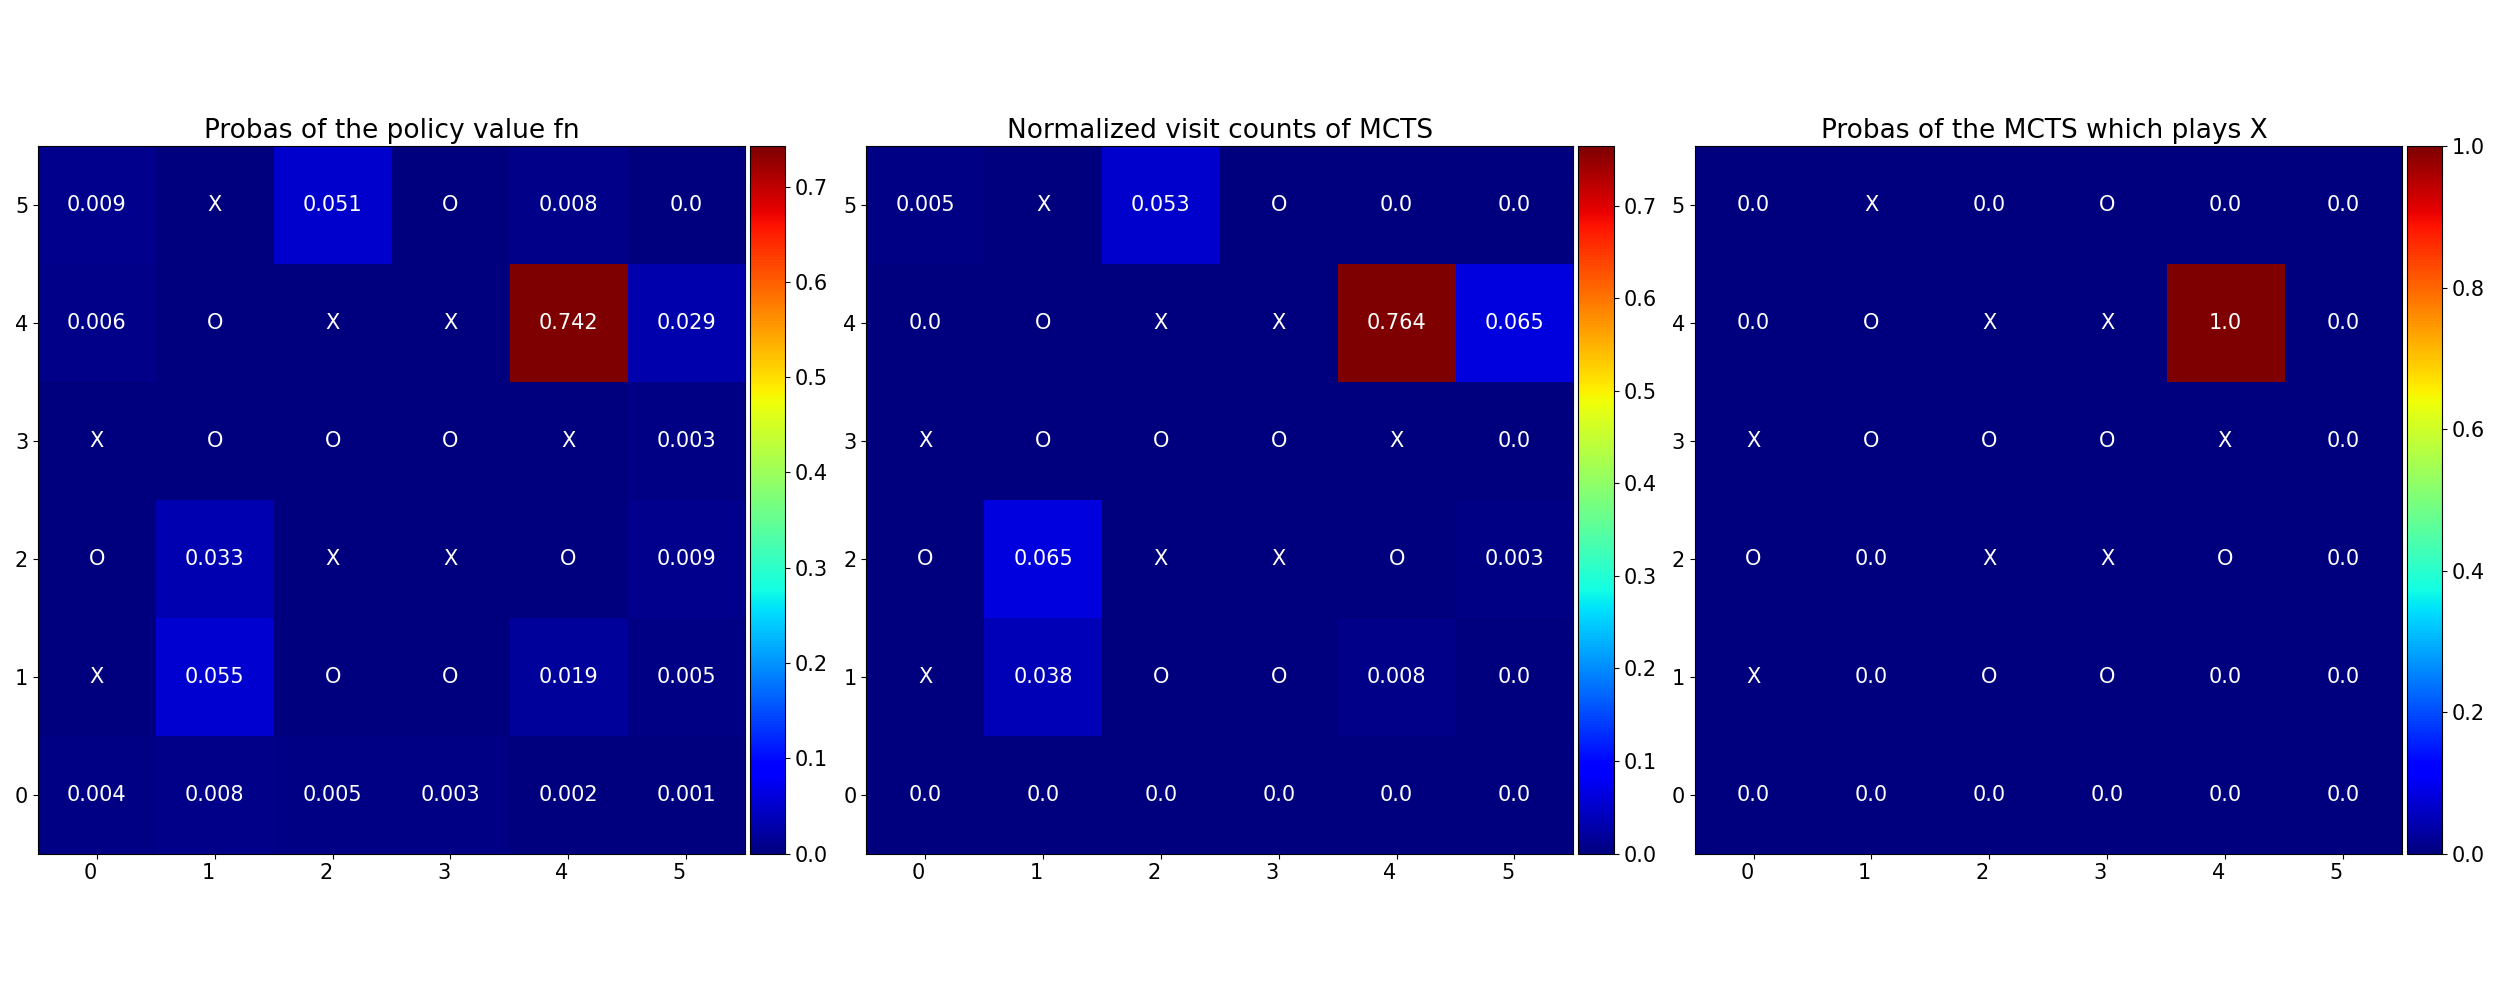 Probas of the policy value fn
5 0.009 X 0.051 O 0.008 0.0
4 0.006 O X X 0.742 0.029
3 X O O O X 0.003
2 O 0.033 X X O 0.009
1 X 0.055 O O 0.019 0.005
0 0.004 0.008 0.005 0.003 0.002 0.001
0 1 2 3 4 5
0.7
0.6
0.5
0.4
0.3
0.2
0.1
0.0
Normalized visit counts of MCTS
5 0.005 X 0.053 O 0.0 0.0
4 0.0 O X X 0.764 0.065
3 X O O O X 0.0
2 O 0.065 X X O 0.003
1 X 0.038 O O 0.008 0.0
0 0.0 0.0 0.0 0.0 0.0 0.0
0 1 2 3 4 5
0.7
0.6
0.5
0.4
0.3
0.2
0.1
0.0
Probas of the MCTS which plays X
5 0.0 X 0.0 O 0.0 0.0
4 0.0 O X X 1.0 0.0
3 X O O O X 0.0
2 O 0.0 X X O 0.0
1 X 0.0 O O 0.0 0.0
0 0.0 0.0 0.0 0.0 0.0 0.0
0 1 2 3 4 5
1.0
0.8
0.6
0.4
0.2
0.0